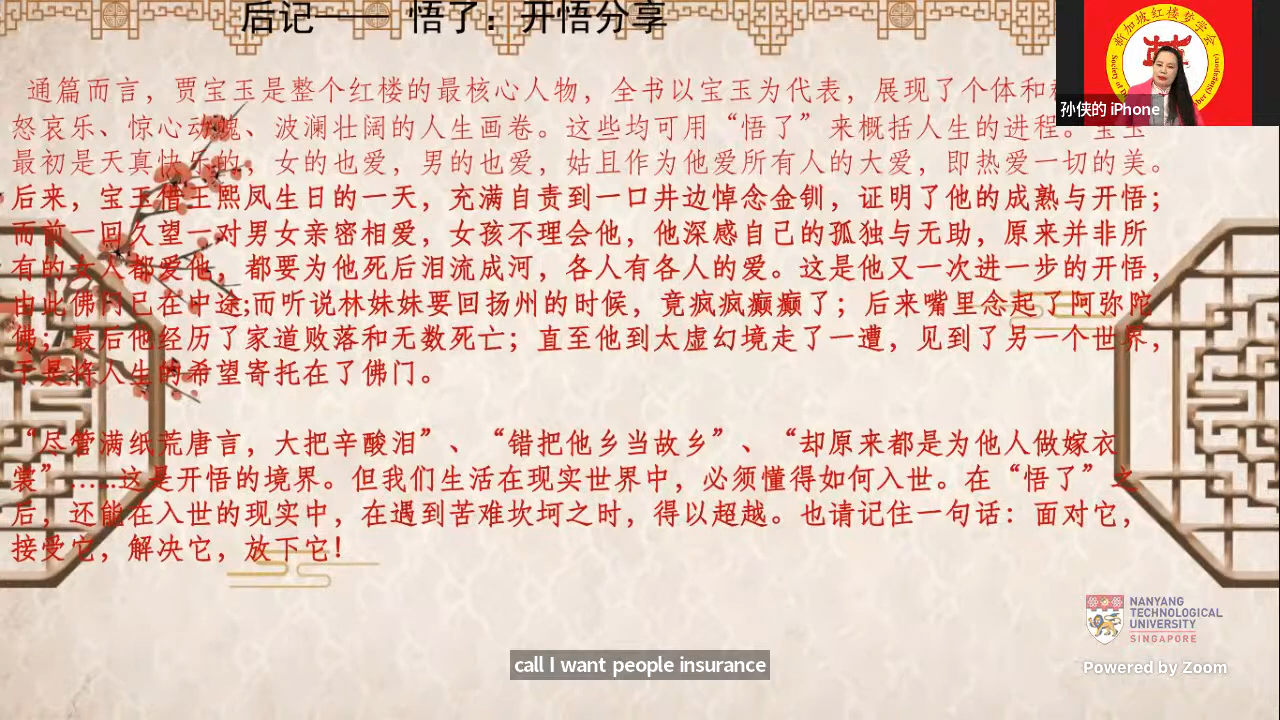 后记—— 悟了：开悟分享
通篇而言，贾宝玉是整个红楼的最核心人物，全书以宝玉为代表，展现了个体和
怒哀乐、惊心动魄、波澜壮阔的人生画卷。这些均可用“悟了”来概括人生的进程。宝玉
最初是天真快乐的，女的也爱，男的也爱，姑且作为他爱所有人的大爱，即热爱一切的美。
后来，宝玉借王熙凤生日的一天，充满自责到一口井边悼念金钏，证明了他的成熟与开悟；
而前一回久望一对男女亲密相爱，女孩不理会他，他深感自己的孤独与无助，原来并非所
有的女人都爱他，都要为他死后泪流成河，各人有各人的爱。这是他又一次进一步的开悟，
由此佛门已在中途;而听说林妹妹要回扬州的时候，竟疯疯癫癫了；后来嘴里念起了阿弥陀
佛；最后他经历了家道败落和无数死亡；直至他到太虚幻境走了一遭，见到了另一个世界，
于是将人生的希望寄托在了佛门。
“尽管满纸荒唐言，大把辛酸泪”、“错把他乡当故乡”、“却原来都是为他人做嫁衣
裳”……这是开悟的境界。但我们生活在现实世界中，必须懂得如何入世。在“悟了”之
后，还能在入世的现实中，在遇到苦难坎坷之时，得以超越。也请记住一句话：面对它，
接受它，解决它，放下它！
新加坡红楼梦学会
孙侠的 iPhone
NANYANG
TECHNOLOGICAL
UNIVERSITY
SINGAPORE
Powered by Zoom
call I want people insurance